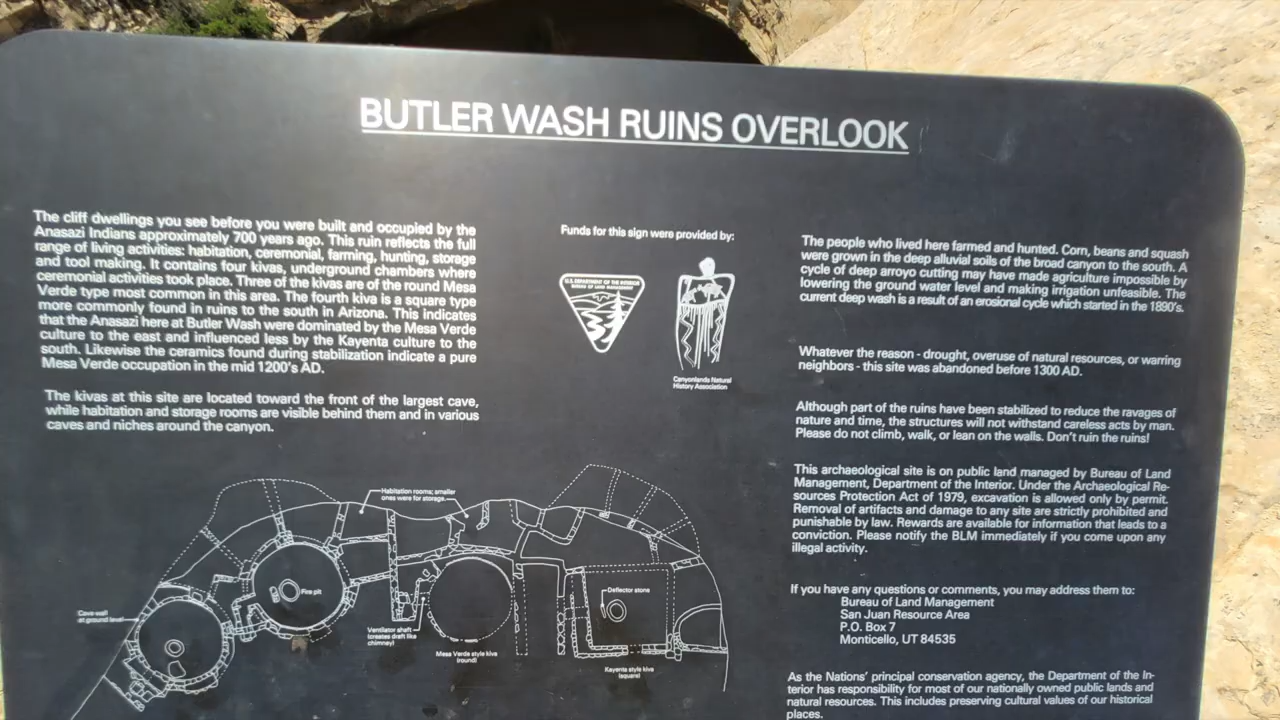 BUTLER WASH RUINS OVERLOOK
The cliff dwellings you see before you were built and occupied by the
Anasazi Indians approximately 700 years ago. This ruin reflects the full
range of living activities: habitation, ceremonial, farming, hunting, storage
and tool making. It contains four kivas, underground chambers where
ceremonial activities took place. Three of the kivas are of the round Mesa
Verde type most common in this area. The fourth kiva is a square type
more commonly found in ruins to the south in Arizona. This indicates
that the Anasazi here at Butler Wash were dominated by the Mesa Verde
culture to the east and influenced less by the Kayenta culture to the
south. Likewise the ceramics found during stabilization indicate a pure
Mesa Verde occupation in the mid 1200's AD.
The kivas at this site are located toward the front of the largest cave,
while habitation and storage rooms are visible behind them and in various
caves and niches around the canyon.
Funds for this sign were provided by:
U.S. DEPARTMENT OF THE INTERIOR
BUREAU OF LAND MANAGEMENT
Canyonlands Natural
History Association
The people who lived here farmed and hunted. Corn, beans and squash
were grown in the deep alluvial soils of the broad canyon to the south. A
cycle of deep arroyo cutting may have made agriculture impossible by
lowering the ground water level and making irrigation unfeasible. The
current deep wash is a result of an erosional cycle which started in the 1890's.
Whatever the reason - drought, overuse of natural resources, or warring
neighbors - this site was abandoned before 1300 AD.
Although part of the ruins have been stabilized to reduce the ravages of
nature and time, the structures will not withstand careless acts by man.
Please do not climb, walk, or lean on the walls. Don't ruin the ruins!
This archaeological site is on public land managed by Bureau of Land
Management, Department of the Interior. Under the Archaeological Re-
sources Protection Act of 1979, excavation is allowed only by permit.
Removal of artifacts and damage to any site are strictly prohibited and
punishable by law. Rewards are available for information that leads to a
conviction. Please notify the BLM immediately if you come upon any
illegal activity.
If you have any questions or comments, you may address them to:
Bureau of Land Management
San Juan Resource Area
P.O. Box 7
Monticello, UT 84535
As the Nations' principal conservation agency, the Department of the In-
terior has responsibility for most of our nationally owned public lands and
natural resources. This includes preserving cultural values of our historical
places.
Habitation rooms; smaller
ones were for storage.
Fire pit
Cave wall
at ground level
Ventilator shaft
(creates draft like
chimney)
Mesa Verde style kiva
(round)
Deflector stone
Kayenta style kiva
(square)